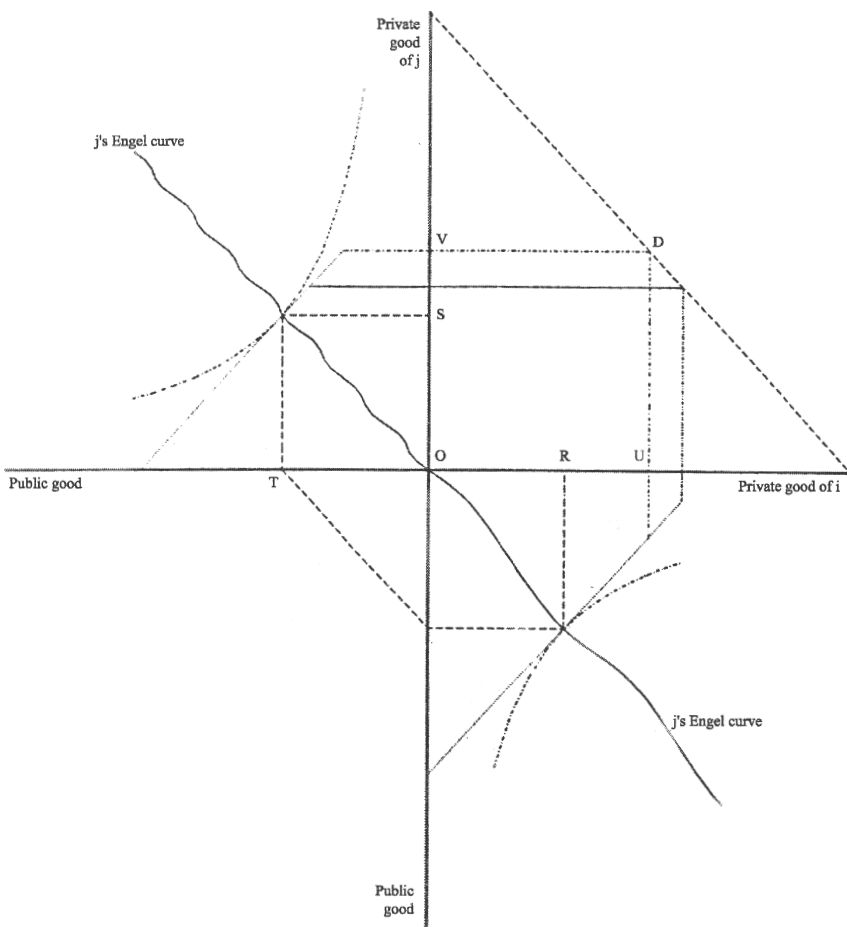 Private
good
of j
j's Engel curve
V
D
S
O
R
U
Public good
T
Private good of i
j's Engel curve
Public
good